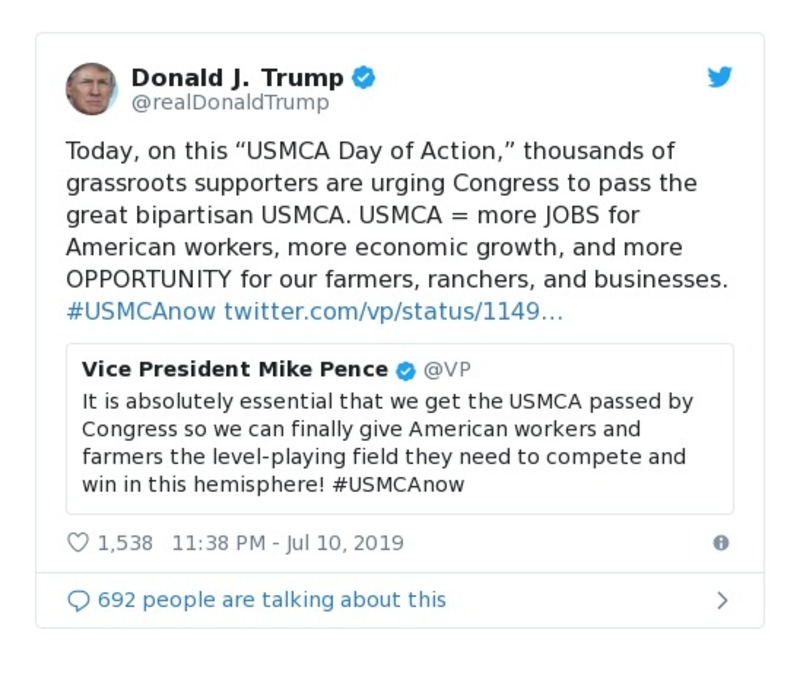 Donald J. Trump
@realDonaldTrump
Today, on this “USMCA Day of Action,” thousands of
grassroots supporters are urging Congress to pass the
great bipartisan USMCA. USMCA = more JOBS for
American workers, more economic growth, and more
OPPORTUNITY for our farmers, ranchers, and businesses.
#USMCAnow twitter.com/vp/status/1149…
Vice President Mike Pence @VP
It is absolutely essential that we get the USMCA passed by
Congress so we can finally give American workers and
farmers the level-playing field they need to compete and
win in this hemisphere! #USMCAnow
1,538 11:38 PM - Jul 10, 2019
692 people are talking about this